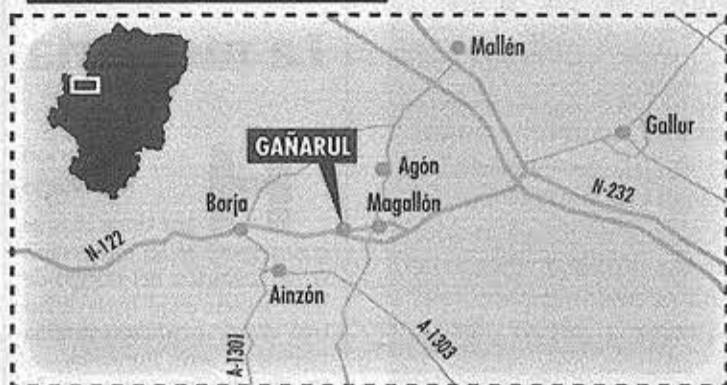 Mallén
Gallur
GAÑARUL
Agón
N-232
Borja
Magallón
N-122
Ainzón
A-1301
A-1303